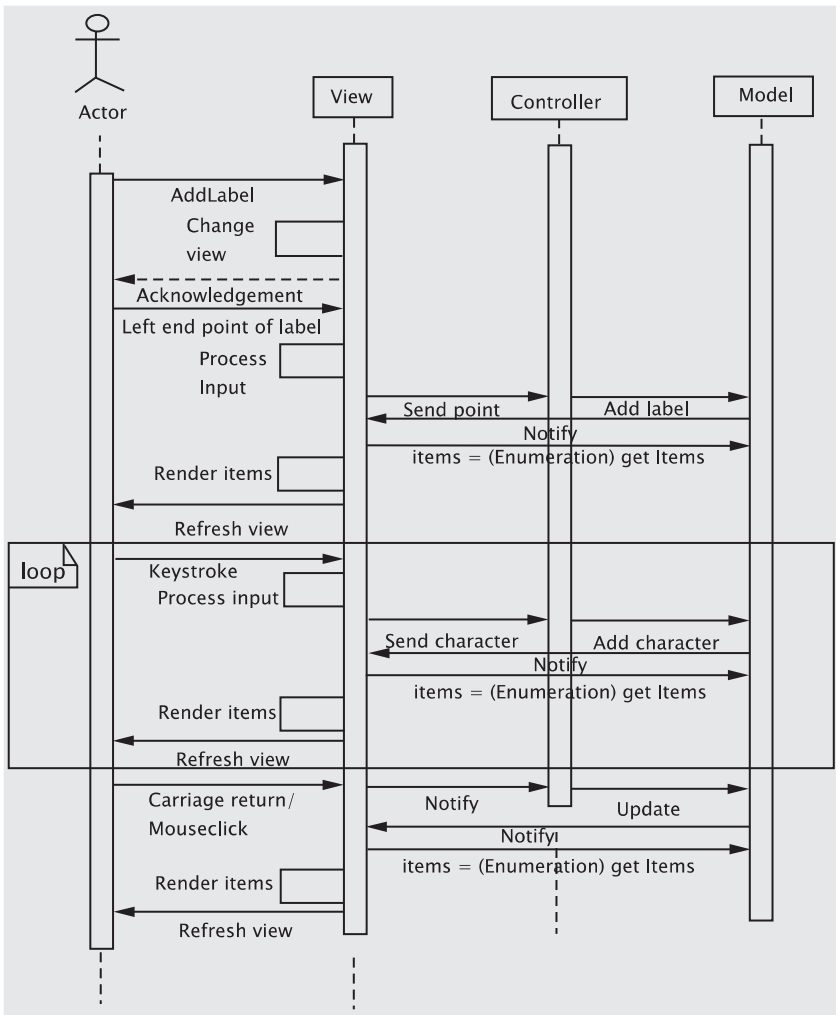 Actor
View
Controller
Model
AddLabel
Change
view
Acknowledgement
Left end point of label
Process
Input
Send point
Add label
Notify
items = (Enumeration) get Items
Render items
Refresh view
loop
Keystroke
Process input
Send character
Add character
Notify
items = (Enumeration) get Items
Render items
Refresh view
Carriage return/
Mouseclick
Notify
Update
Notify
items = (Enumeration) get Items
Render items
Refresh view